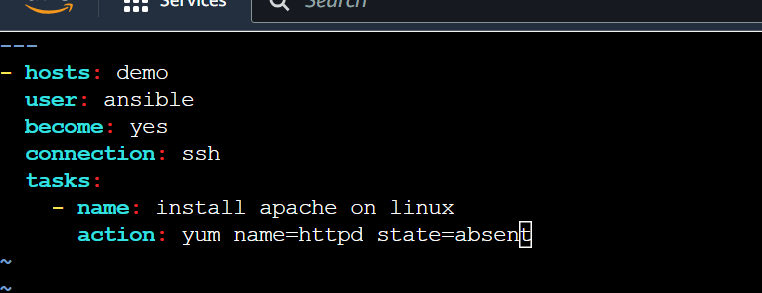 Services
Search
---
- hosts: demo
  user: ansible
  become: yes
  connection: ssh
  tasks:
    - name: install apache on linux
      action: yum name=httpd state=absent
~
~